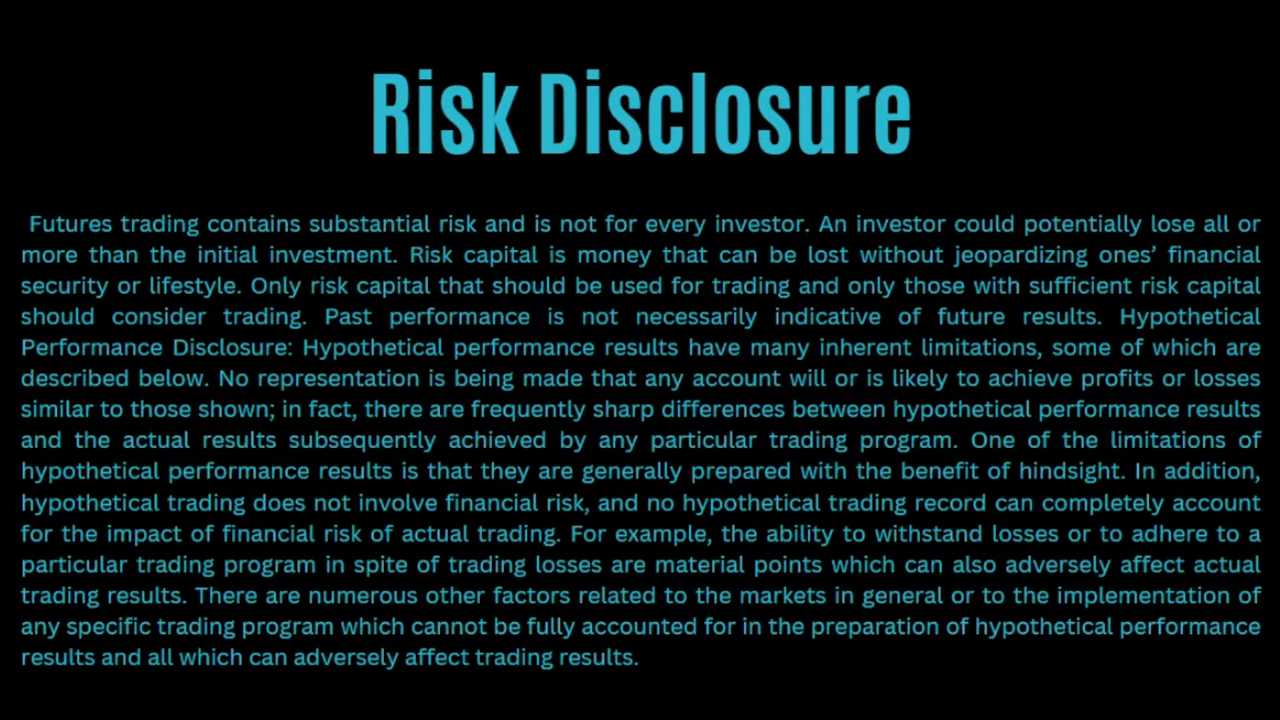 Risk Disclosure
Futures trading contains substantial risk and is not for every investor. An investor could potentially lose all or
more than the initial investment. Risk capital is money that can be lost without jeopardizing ones’ financial
security or lifestyle. Only risk capital that should be used for trading and only those with sufficient risk capital
should consider trading. Past performance is not necessarily indicative of future results. Hypothetical
Performance Disclosure: Hypothetical performance results have many inherent limitations, some of which are
described below. No representation is being made that any account will or is likely to achieve profits or losses
similar to those shown; in fact, there are frequently sharp differences between hypothetical performance results
and the actual results subsequently achieved by any particular trading program. One of the limitations of
hypothetical performance results is that they are generally prepared with the benefit of hindsight. In addition,
hypothetical trading does not involve financial risk, and no hypothetical trading record can completely account
for the impact of financial risk of actual trading. For example, the ability to withstand losses or to adhere to a
particular trading program in spite of trading losses are material points which can also adversely affect actual
trading results. There are numerous other factors related to the markets in general or to the implementation of
any specific trading program which cannot be fully accounted for in the preparation of hypothetical performance
results and all which can adversely affect trading results.